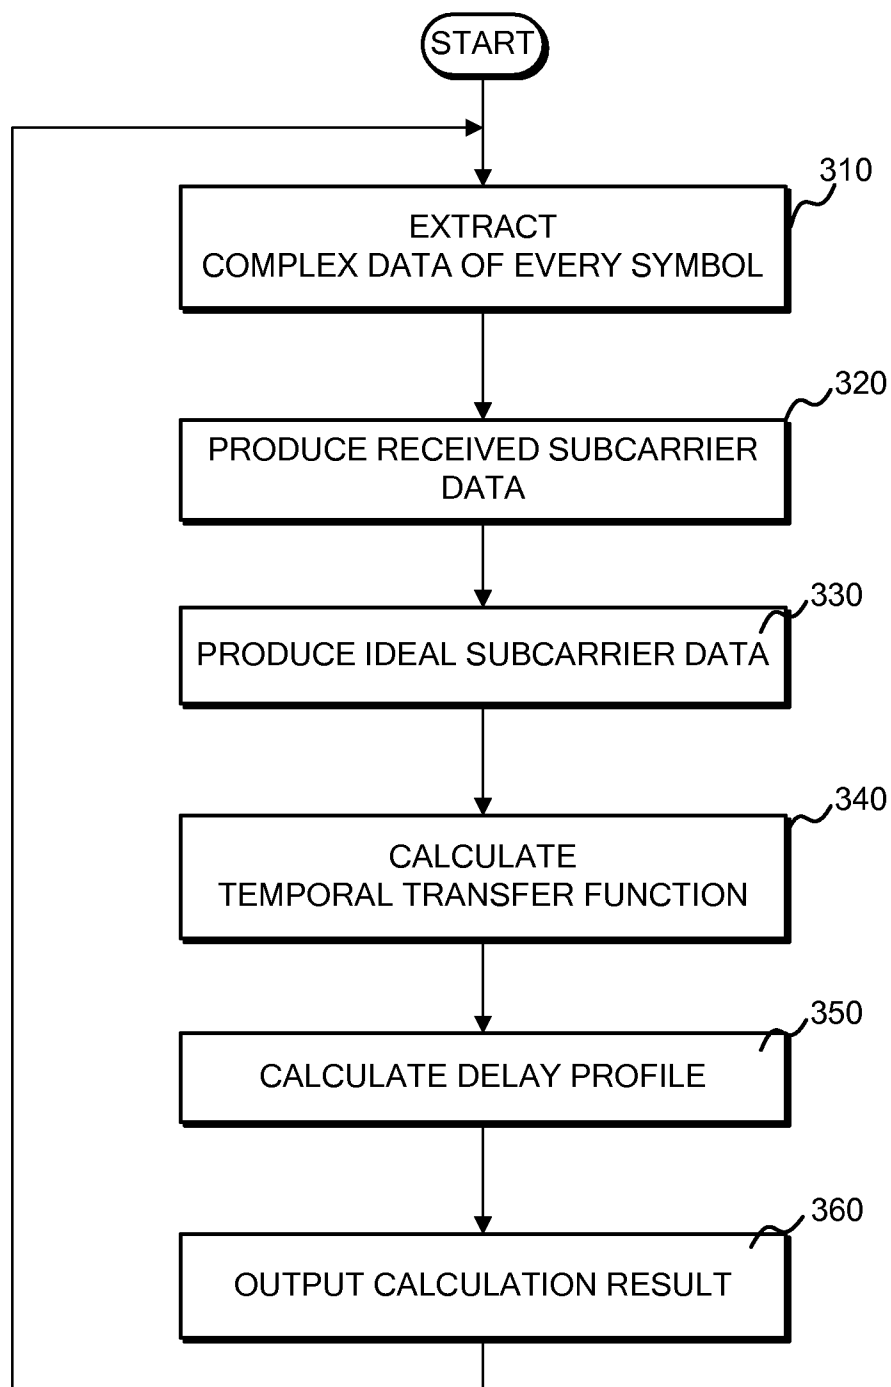 START
310
EXTRACT
COMPLEX DATA OF EVERY SYMBOL
320
PRODUCE RECEIVED SUBCARRIER
DATA
330
PRODUCE IDEAL SUBCARRIER DATA
340
CALCULATE
TEMPORAL TRANSFER FUNCTION
350
CALCULATE DELAY PROFILE
360
OUTPUT CALCULATION RESULT